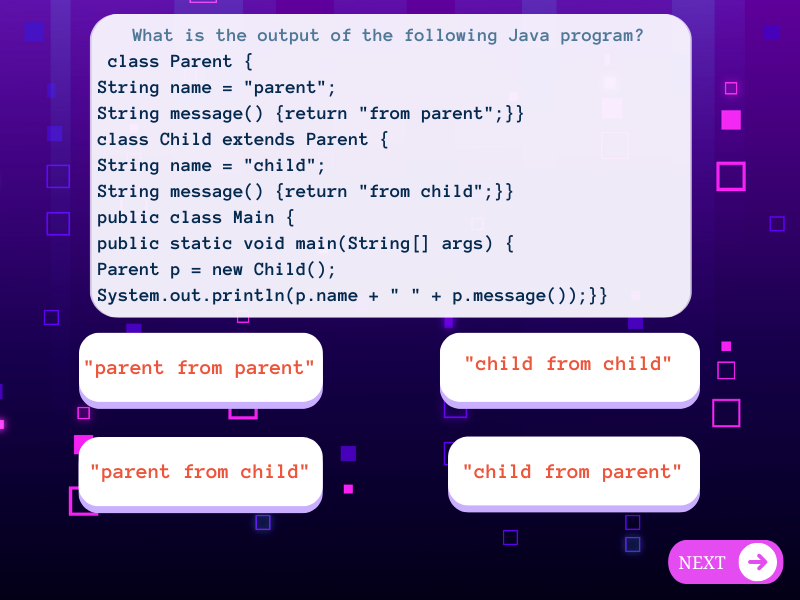 What is the output of the following Java program?
class Parent {
String name = "parent";
String message() {return "from parent";}}
class Child extends Parent {
String name = "child";
String message() {return "from child";}}
public class Main {
public static void main(String[] args) {
Parent p = new Child();
System.out.println(p.name + " " + p.message());}}
"parent from parent"
"child from child"
"parent from child"
"child from parent"
NEXT